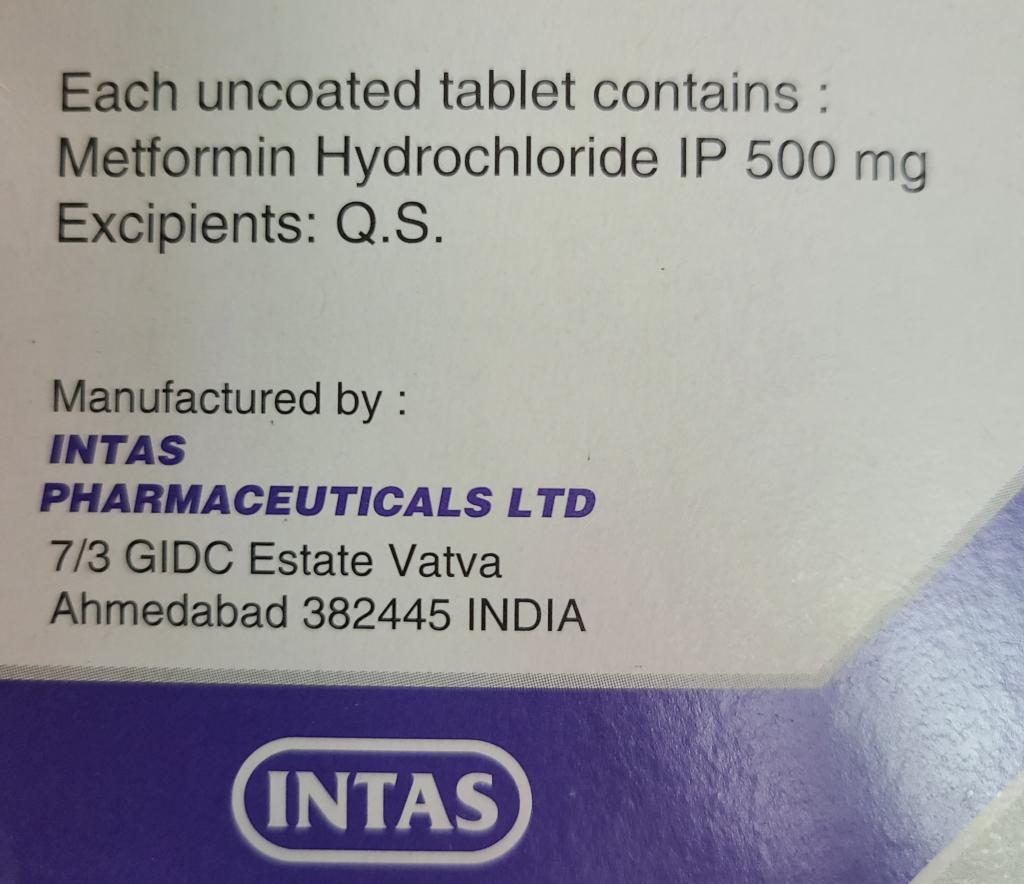 Each uncoated tablet contains :
Metformin Hydrochloride IP 500 mg
Excipients: Q.S.
Manufactured by :
INTAS
PHARMACEUTICALS LTD
7/3 GIDC Estate Vatva
Ahmedabad 382445 INDIA
INTAS